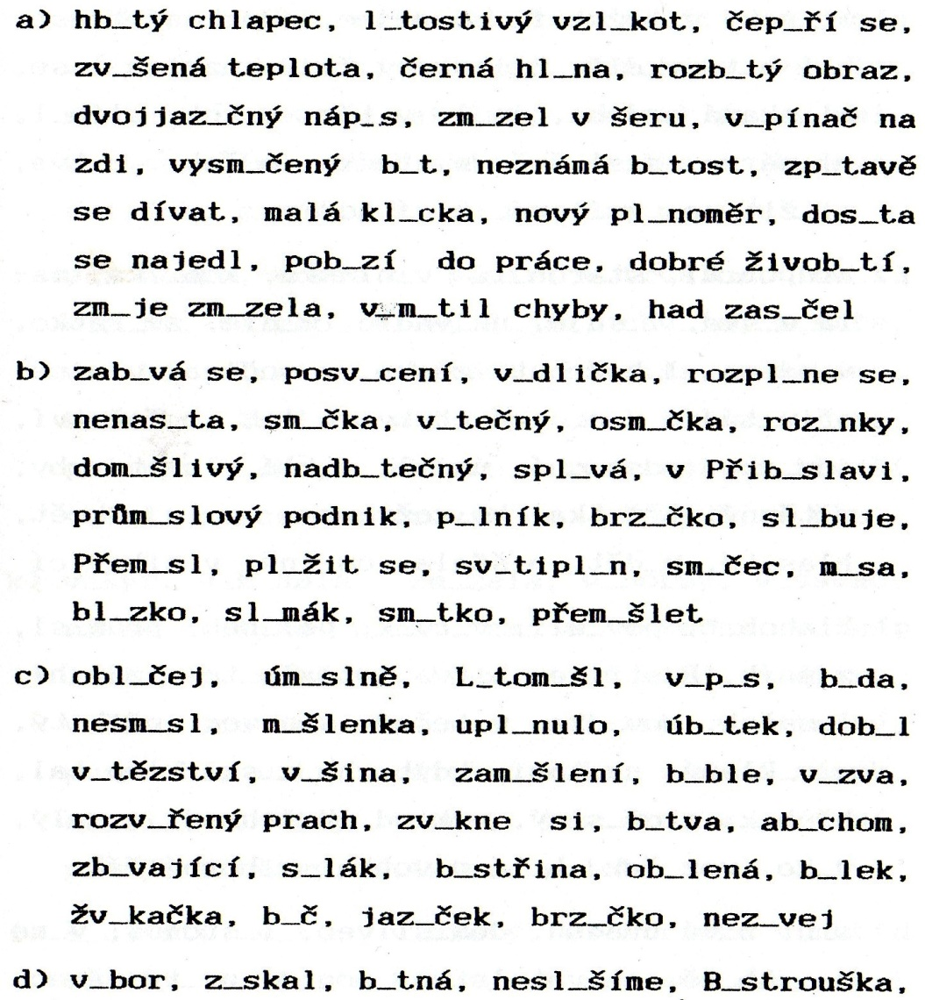 a) hb_tý chlapec, l_tostivý vzl_kot, čep_ří se,
zv_šená teplota, černá hl_na, rozb_tý obraz,
dvojjaz_čný náp_s, zm_zel v šeru, v_pínač na
zdi, vysm_čený b_t, neznámá b_tost, zp_tavě
se dívat, malá kl_cka, nový pl_noměr, dos_ta
se najedl, pob_zí do práce, dobré živob_tí,
zm_je zm_zela, v_m_til chyby, had zas_čel
b) zab_vá se, posv_cení, v_dlička, rozpl_ne se,
nenas_ta, sm_čka, v_tečný, osm_čka, roz_nky,
dom_šlivý, nadb_tečný, spl_vá, v Přib_slavi,
prům_slový podnik, p_lník, brz_čko, sl_buje,
Přem_sl, pl_žit se, sv_tipl_n, sm_čec, m_sa,
bl_zko, sl_mák, sm_tko, přem_šlet
c) obl_čej, úm_slně, L_tom_šl, v_p_s, b_da,
nesm_sl, m_šlenka, upl_nulo, úb_tek, dob_l
v_tězství, v_šina, zam_šlení, b_ble, v_zva,
rozv_řený prach, zv_kne si, b_tva, ab_chom,
zb_vající, s_lák, b_střina, ob_lená, b_lek,
žv_kačka, b_č, jaz_ček, brz_čko, nez_vej
d) v_bor, z_skal, b_tná, nesl_šíme, B_strouška,